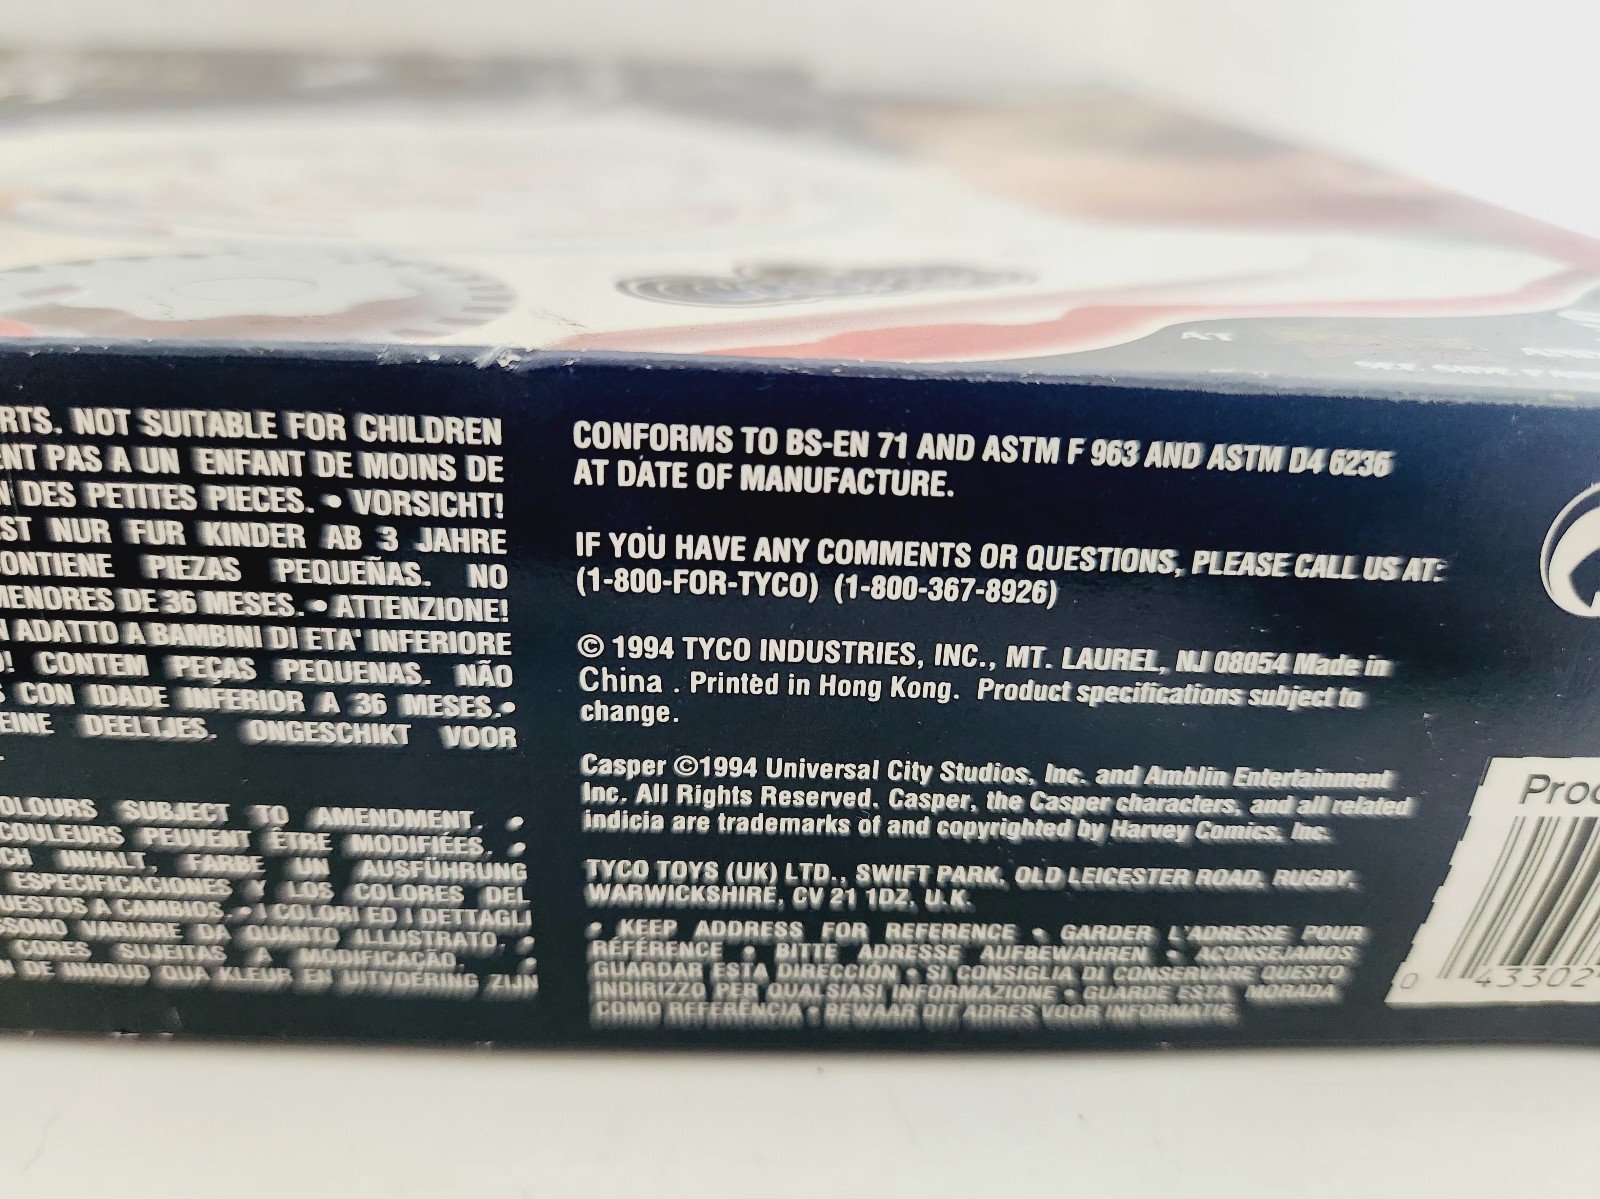 RTS. NOT SUITABLE FOR CHILDREN
NT PAS A UN ENFANT DE MOINS DE
N DES PETITES PIECES. • VORSICHT!
ST NUR FUR KINDER AB 3 JAHRE
ONTIENE PIEZAS PEQUEÑAS. NO
MENORES DE 36 MESES. • ATTENZIONE!
N ADATTO A BAMBINI DI ETA' INFERIORE
O! CONTEM PEÇAS PEQUENAS. NÃO
S CON IDADE INFERIOR A 36 MESES.•
EINE DEELTJES. ONGESCHIKT VOOR
OLOURS SUBJECT TO AMENDMENT. •
COULEURS PEUVENT ÊTRE MODIFIÉES. •
CH INHALT, FARBE UN AUSFÜHRUNG
ESPECIFICACIONES Y LOS COLORES DEL
UESTOS A CAMBIOS. • I COLORI ED I DETTAGLI
SSONO VARIARE DA QUANTO ILLUSTRATO. •
CORES SUJEITAS A MODIFICACÃO. •
N DE INHOUD QUA KLEUR EN UITVOERING ZIJN
CONFORMS TO BS-EN 71 AND ASTM F 963 AND ASTM D4 6236
AT DATE OF MANUFACTURE.
IF YOU HAVE ANY COMMENTS OR QUESTIONS, PLEASE CALL US AT:
(1-800-FOR-TYCO) (1-800-367-8926)
© 1994 TYCO INDUSTRIES, INC., MT. LAUREL, NJ 08054 Made in
China . Printed in Hong Kong. Product specifications subject to
change.
Casper ©1994 Universal City Studios, Inc. and Amblin Entertainment
Inc. All Rights Reserved. Casper, the Casper characters, and all related
indicia are trademarks of and copyrighted by Harvey Comics, Inc.
TYCO TOYS (UK) LTD., SWIFT PARK, OLD LEICESTER ROAD, RUGBY,
WARWICKSHIRE, CV 21 1DZ, U.K.
• KEEP ADDRESS FOR REFERENCE • GARDER L'ADRESSE POUR
RÉFÉRENCE • BITTE ADRESSE AUFBEWAHREN • ACONSEJAMOS
GUARDAR ESTA DIRECCIÓN • SI CONSIGLIA DI CONSERVARE QUESTO
INDIRIZZO PER QUALSIASI INFORMAZIONE • GUARDE ESTA MORADA
COMO REFERÊNCIA • BEWAAR DIT ADRES VOOR INFORMATIE
Prod
0 43302